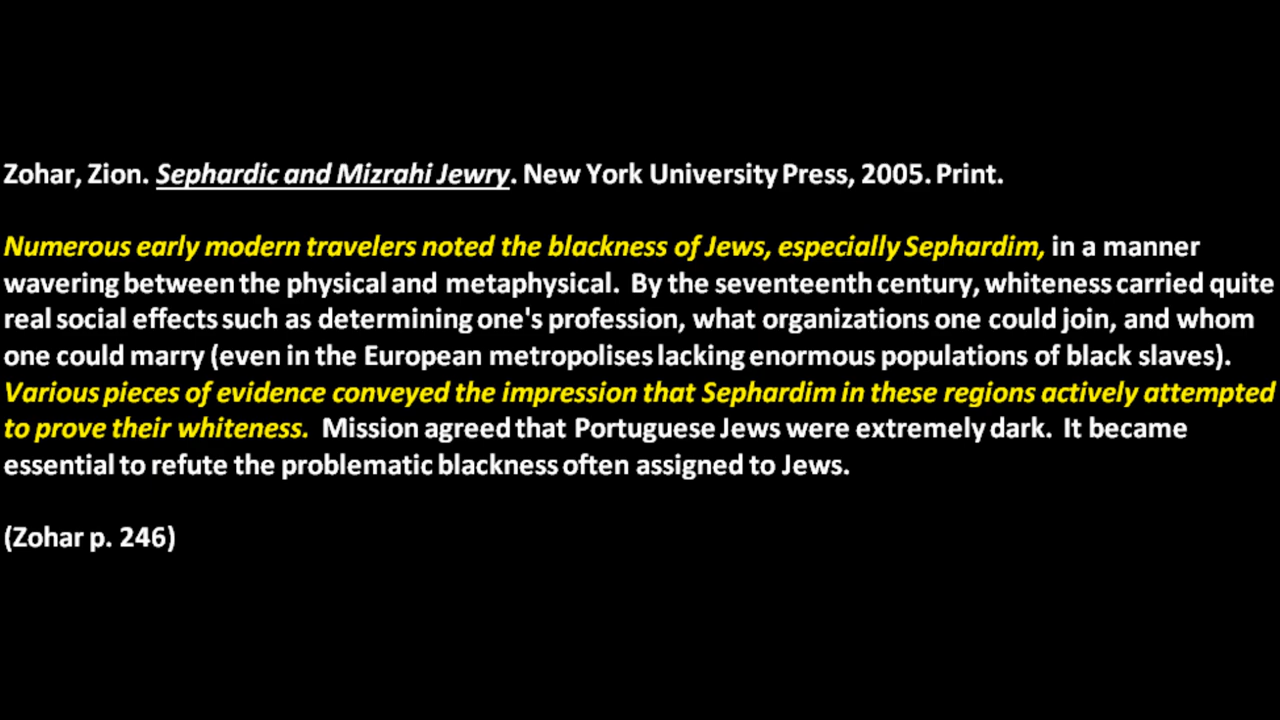 Zohar, Zion. Sephardic and Mizrahi Jewry. New York University Press, 2005. Print.
Numerous early modern travelers noted the blackness of Jews, especially Sephardim, in a manner
wavering between the physical and metaphysical. By the seventeenth century, whiteness carried quite
real social effects such as determining one's profession, what organizations one could join, and whom
one could marry (even in the European metropolises lacking enormous populations of black slaves).
Various pieces of evidence conveyed the impression that Sephardim in these regions actively attempted
to prove their whiteness. Mission agreed that Portuguese Jews were extremely dark. It became
essential to refute the problematic blackness often assigned to Jews.
(Zohar p. 246)